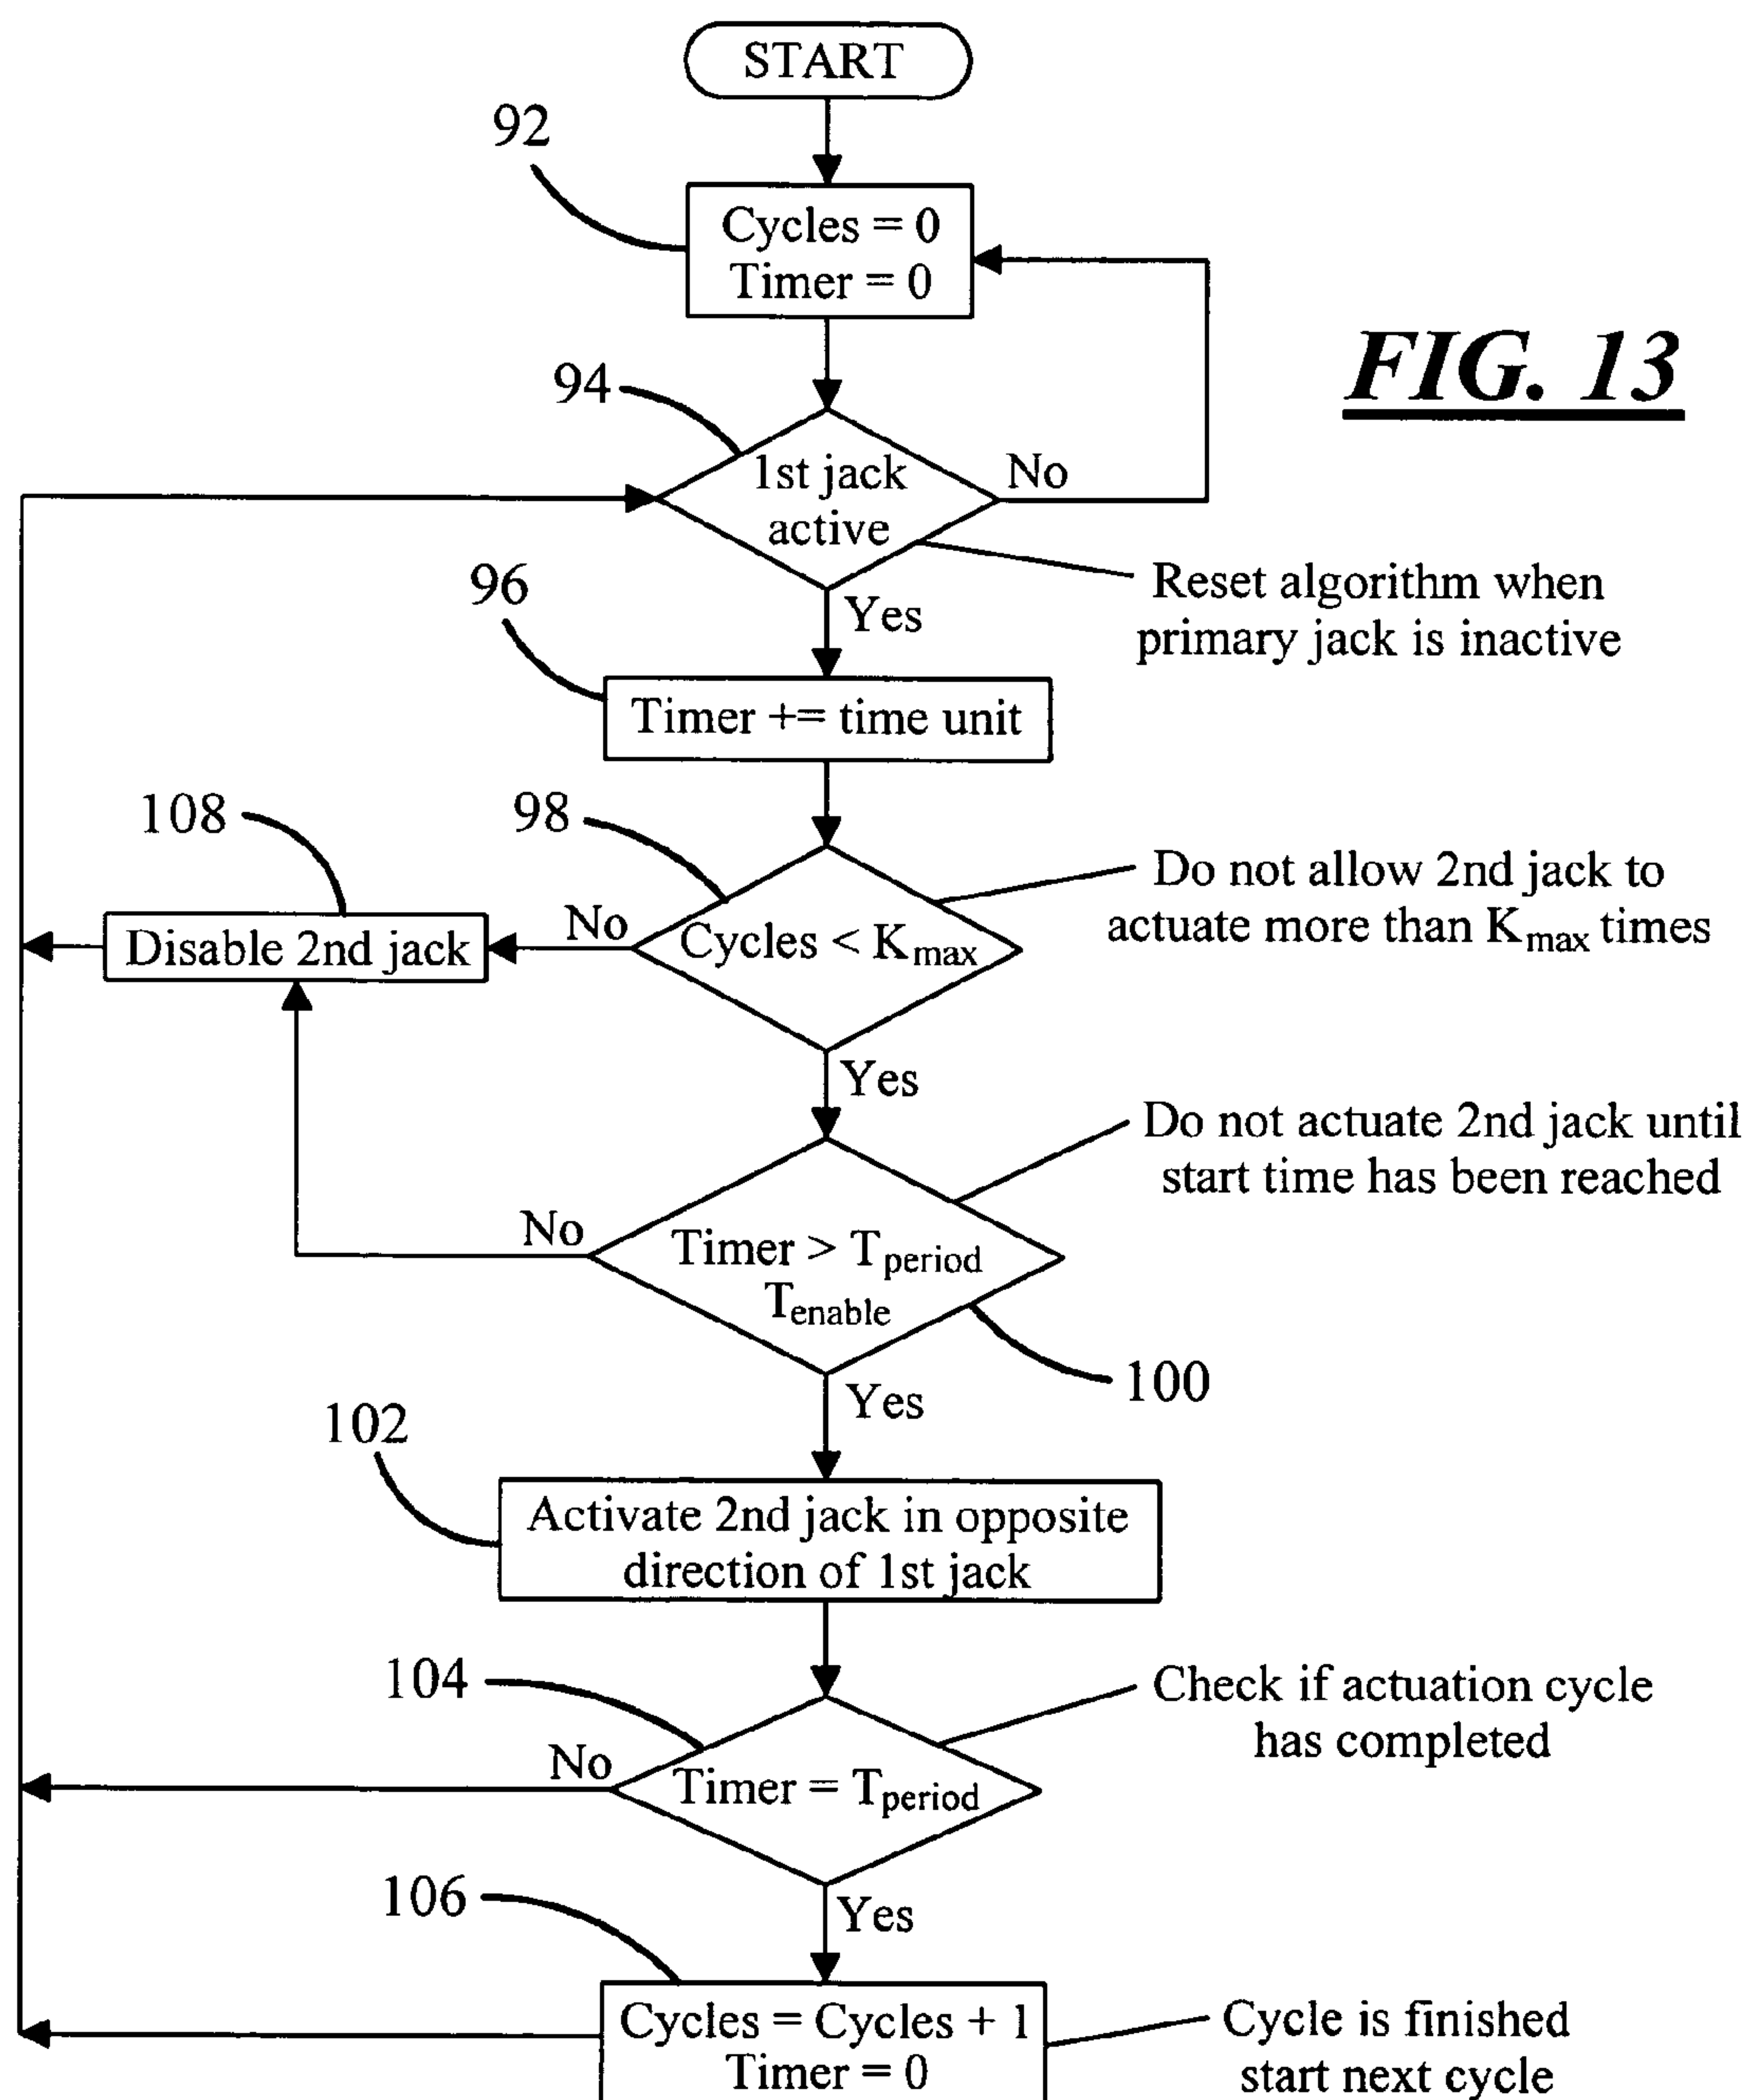 START
92
Cycles = 0
Timer = 0
FIG. 13
94
1st jack
active
No
Reset algorithm when
primary jack is inactive
96
Yes
Timer += time unit
108
98
Do not allow 2nd jack to
actuate more than Kmax times
Disable 2nd jack
No
Cycles < Kmax
Yes
Do not actuate 2nd jack until
start time has been reached
No
Timer > Tperiod
Tenable
100
Yes
102
Activate 2nd jack in opposite
direction of 1st jack
104
Check if actuation cycle
has completed
No
Timer = Tperiod
106
Yes
Cycles = Cycles + 1
Timer = 0
Cycle is finished
start next cycle